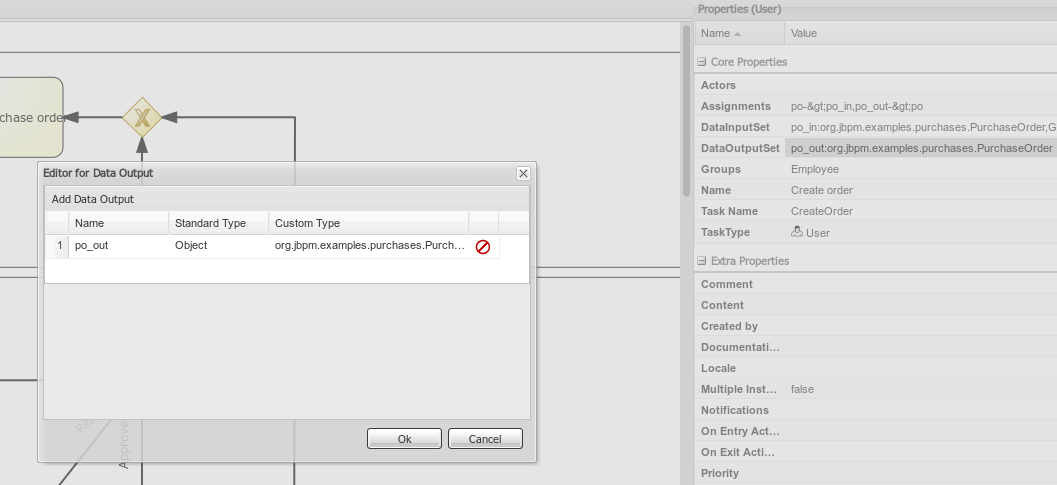 chase order
X
Rej
Approve
Editor for Data Output
Add Data Output
Name Standard Type Custom Type
1 po_out Object org.jbpm.examples.purchases.Purch...
Ok Cancel
Properties (User)
Name Value
Core Properties
Actors
Assignments po-&gt;po_in,po_out-&gt;po
DataInputSet po_in:org.jbpm.examples.purchases.PurchaseOrder,G
DataOutputSet po_out:org.jbpm.examples.purchases.PurchaseOrder
Groups Employee
Name Create order
Task Name CreateOrder
TaskType User
Extra Properties
Comment
Content
Created by
Documentati...
Locale
Multiple Inst... false
Notifications
On Entry Act...
On Exit Acti...
Priority